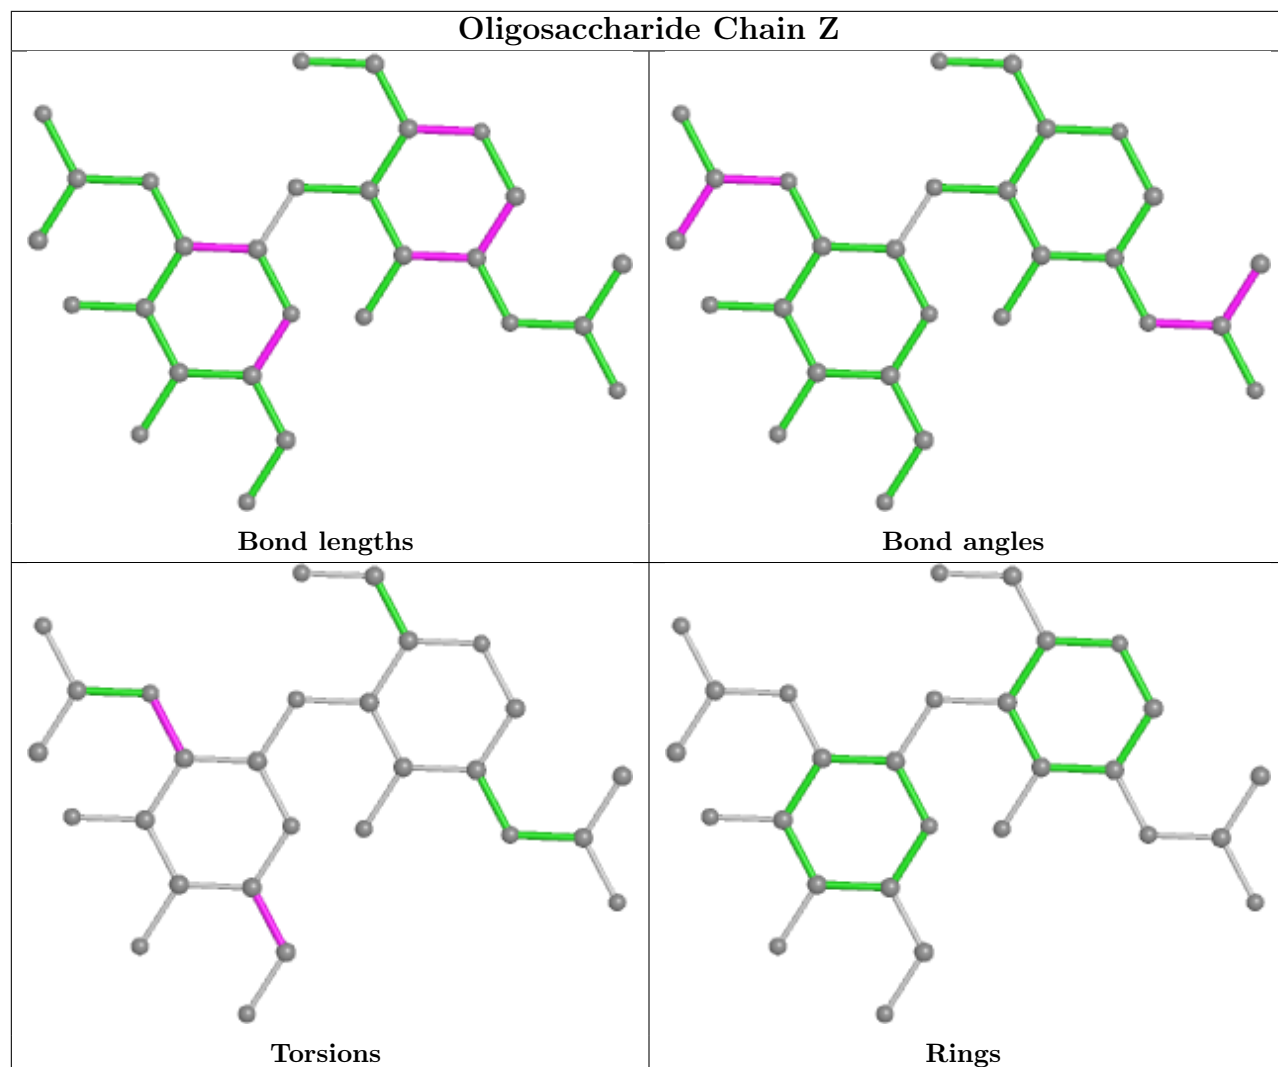 Oligosaccharide Chain Z
Bond lengths
Bond angles
Torsions
Rings